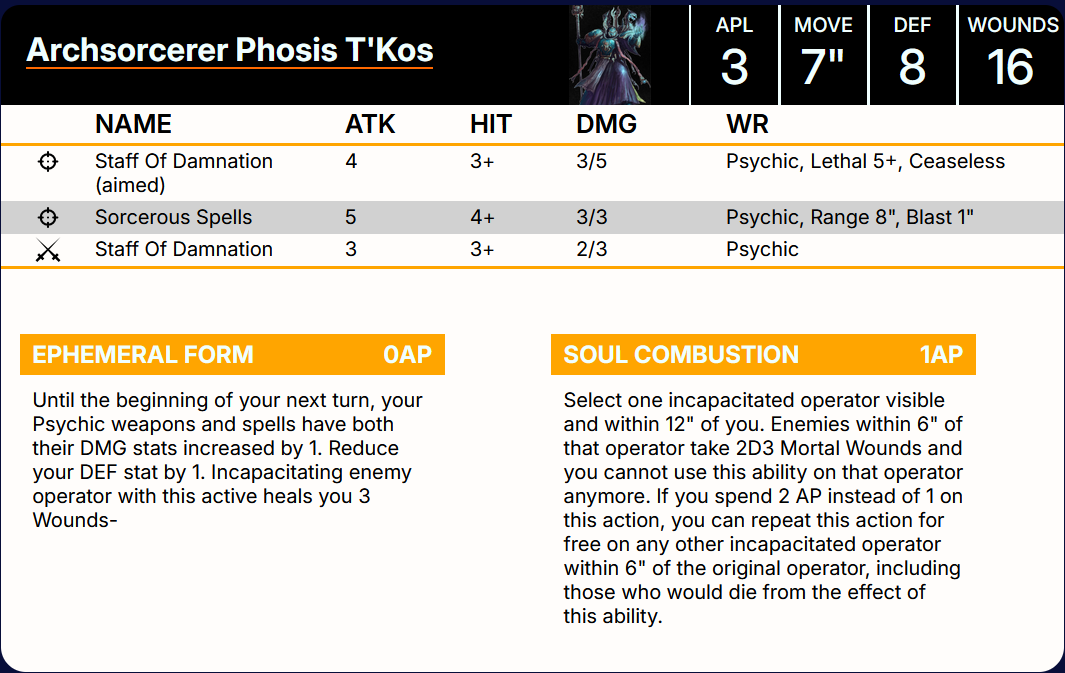 Archsorcerer Phosis T'Kos
APL MOVE DEF WOUNDS
3 7" 8 16
NAME ATK HIT DMG WR
Staff Of Damnation (aimed) 4 3+ 3/5 Psychic, Lethal 5+, Ceaseless
Sorcerous Spells 5 4+ 3/3 Psychic, Range 8", Blast 1"
Staff Of Damnation 3 3+ 2/3 Psychic
EPHEMERAL FORM 0AP
Until the beginning of your next turn, your
Psychic weapons and spells have both
their DMG stats increased by 1. Reduce
your DEF stat by 1. Incapacitating enemy
operator with this active heals you 3
Wounds-
SOUL COMBUSTION 1AP
Select one incapacitated operator visible
and within 12" of you. Enemies within 6" of
that operator take 2D3 Mortal Wounds and
you cannot use this ability on that operator
anymore. If you spend 2 AP instead of 1 on
this action, you can repeat this action for
free on any other incapacitated operator
within 6" of the original operator, including
those who would die from the effect of
this ability.